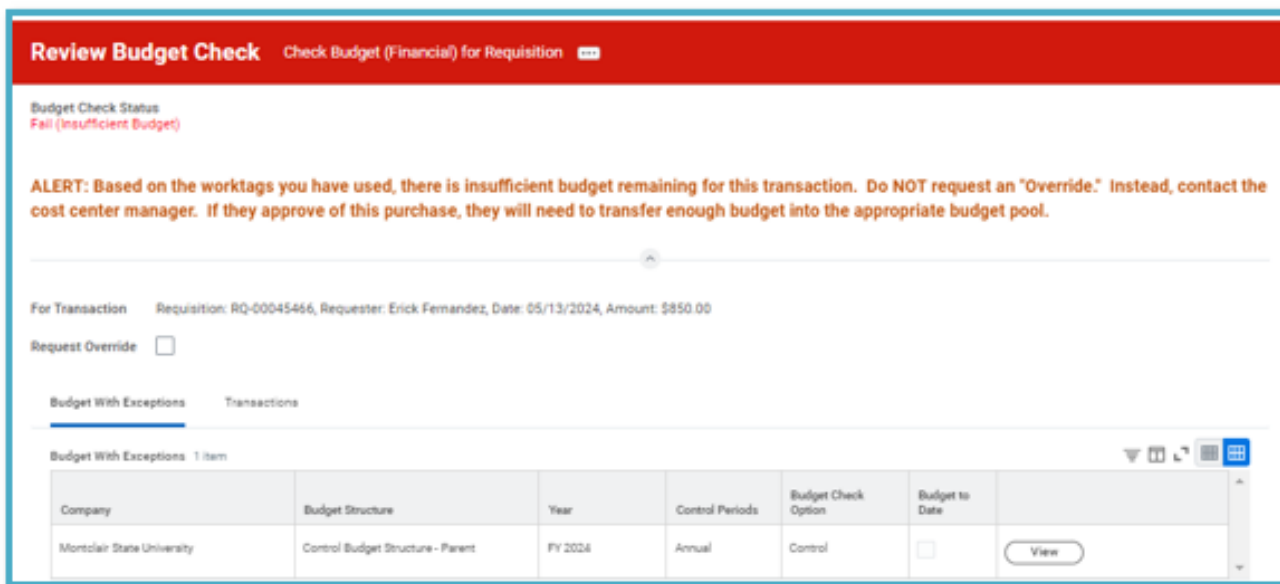 Review Budget Check Check Budget (Financial) for Requisition
Budget Check Status
Fail (Insufficient Budget)
ALERT: Based on the worktags you have used, there is insufficient budget remaining for this transaction. Do NOT request an "Override." Instead, contact the
cost center manager. If they approve of this purchase, they will need to transfer enough budget into the appropriate budget pool.
For Transaction Requisition: RQ-00045466, Requester: Erick Fernandez, Date: 05/13/2024, Amount: $850.00
Request Override
Budget With Exceptions Transactions
Budget With Exceptions 1 item
Company Budget Structure Year Control Periods Budget Check Option Budget to Date
Montclair State University Control Budget Structure - Parent FY 2024 Annual Control View